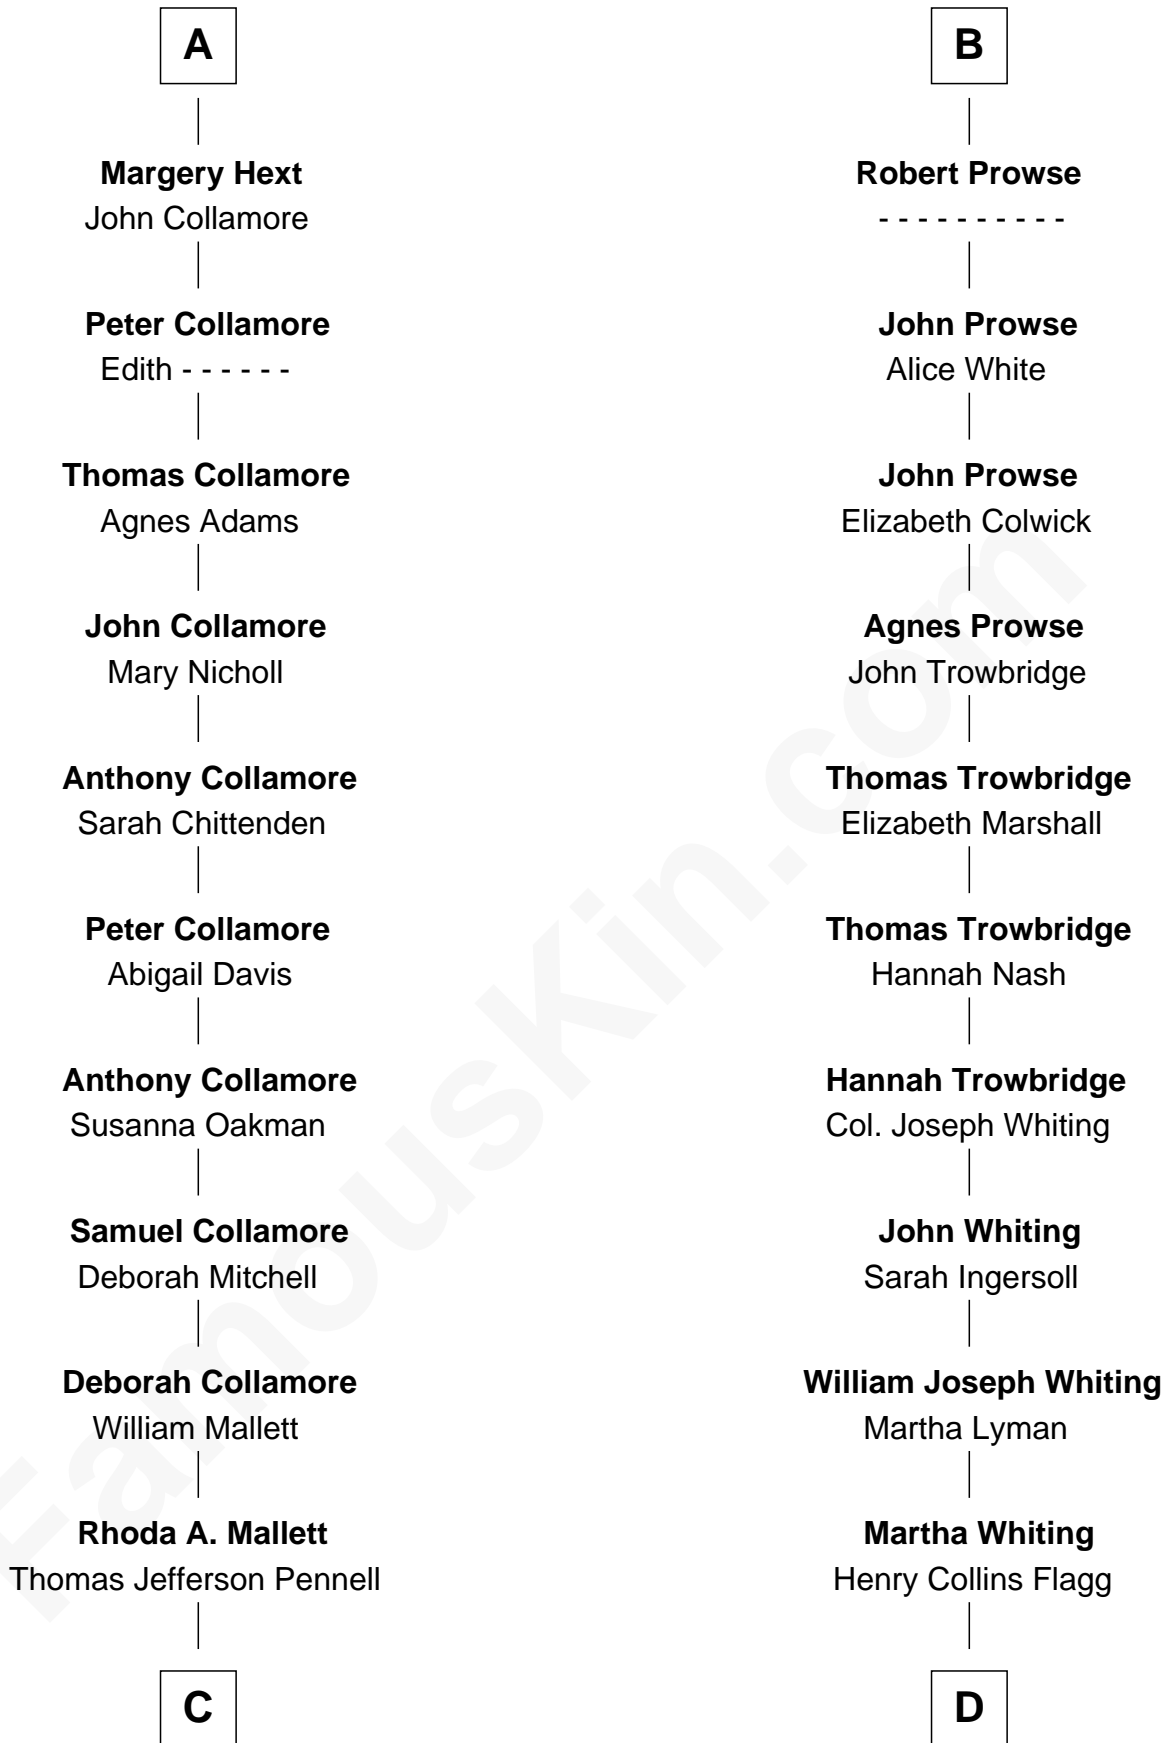 A
Margery Hext
John Collamore
Peter Collamore
Edith - - - - - -
Thomas Collamore
Agnes Adams
John Collamore
Mary Nicholl
Anthony Collamore
Sarah Chittenden
Peter Collamore
Abigail Davis
Anthony Collamore
Susanna Oakman
Samuel Collamore
Deborah Mitchell
Deborah Collamore
William Mallett
Rhoda A. Mallett
Thomas Jefferson Pennell
C
B
Robert Prowse
- - - - - - - - - -
John Prowse
Alice White
John Prowse
Elizabeth Colwick
Agnes Prowse
John Trowbridge
Thomas Trowbridge
Elizabeth Marshall
Thomas Trowbridge
Hannah Nash
Hannah Trowbridge
Col. Joseph Whiting
John Whiting
Sarah Ingersoll
William Joseph Whiting
Martha Lyman
Martha Whiting
Henry Collins Flagg
D
FamousKin.com